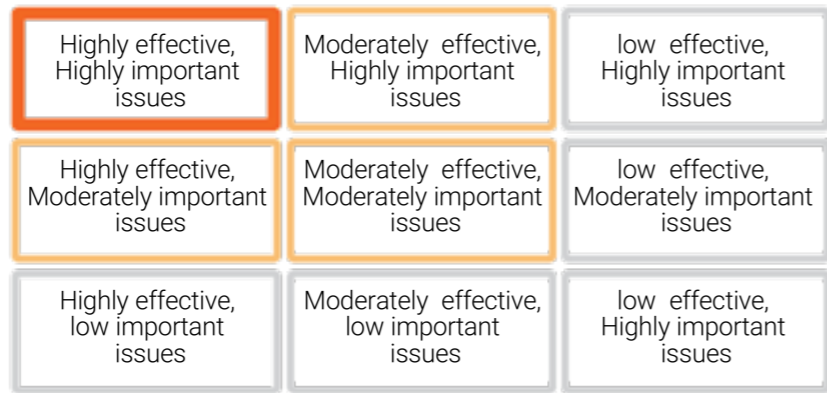 Highly effective,
Highly important
issues
Moderately  effective,
Highly important
issues
low  effective,
Highly important
issues
Highly effective,
Moderately important
issues
Moderately  effective,
Moderately important
issues
low  effective,
Moderately important
issues
Highly effective,
low important
issues
Moderately  effective,
low important
issues
low  effective,
Highly important
issues